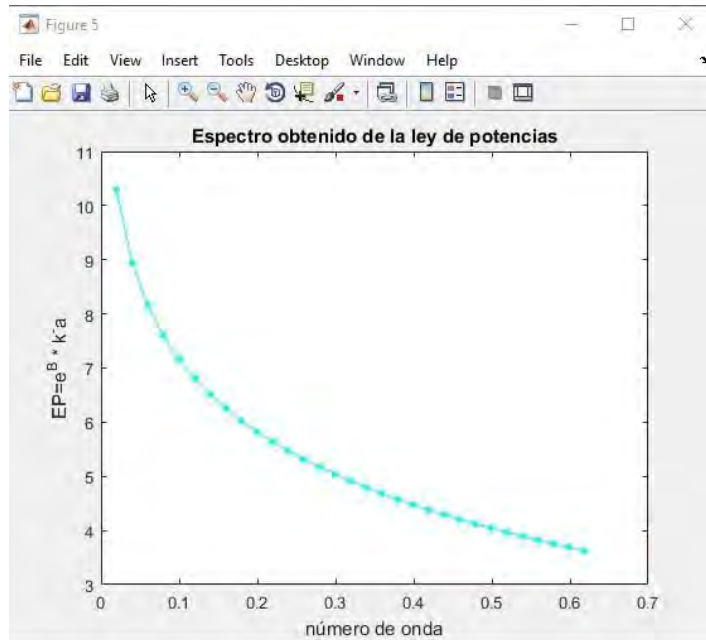 Figure 5
File Edit View Insert Tools Desktop Window Help
Espectro obtenido de la ley de potencias
11
10
9
8
7
6
5
4
3
EP=e^B * k^-a
0 0.1 0.2 0.3 0.4 0.5 0.6 0.7
número de onda